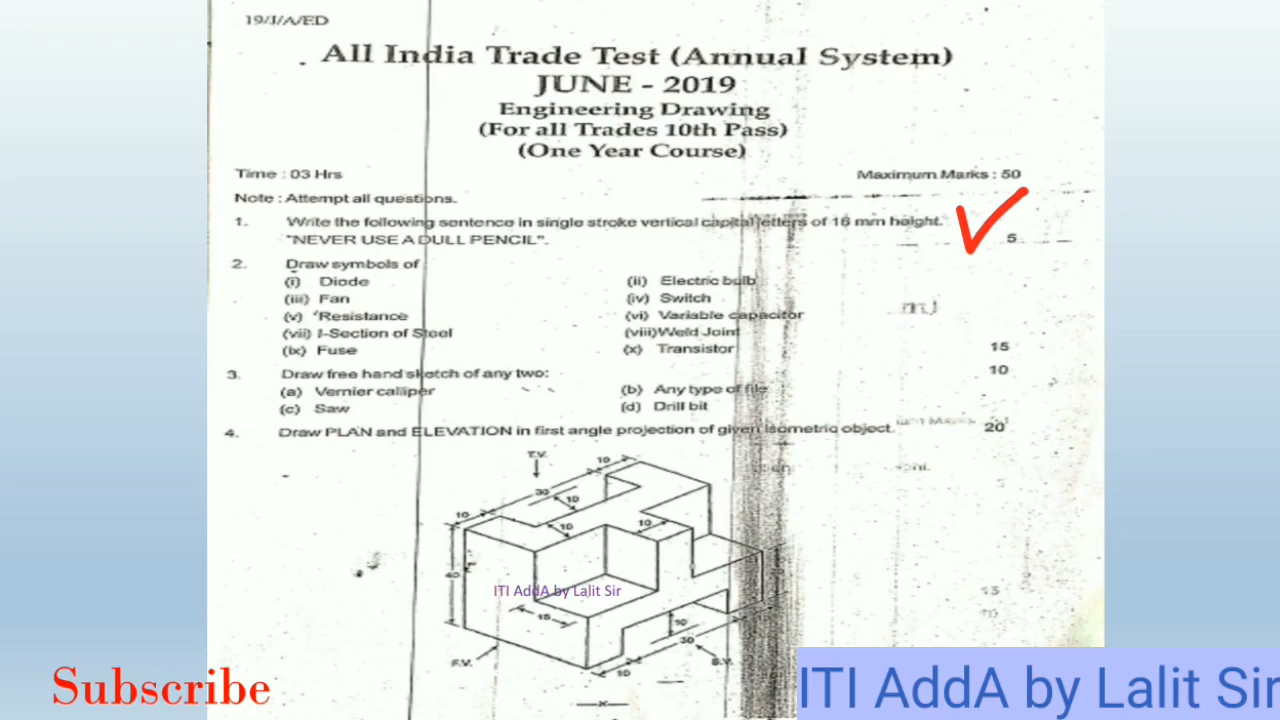 19/J/A/ED
All India Trade Test (Annual System)
JUNE - 2019
Engineering Drawing
(For all Trades 10th Pass)
(One Year Course)
Time : 03 Hrs Maximum Marks : 50
Note : Attempt all questions.
1. Write the following sentence in single stroke vertical capital letters of 16 mm height.
"NEVER USE A DULL PENCIL". 5
2. Draw symbols of
(i) Diode (ii) Electric bulb
(iii) Fan (iv) Switch
(v) Resistance (vi) Variable capacitor
(vii) I-Section of Steel (viii) Weld Joint
(ix) Fuse (x) Transistor 15
3. Draw free hand sketch of any two: 10
(a) Vernier calliper (b) Any type of file
(c) Saw (d) Drill bit
4. Draw PLAN and ELEVATION in first angle projection of given isometric object. 20
T.V.
10
30
10
10
10
10
40
ITI AddA by Lalit Sir
15
10
30
F.V.
S.V.
10
Subscribe
ITI AddA by Lalit Sir